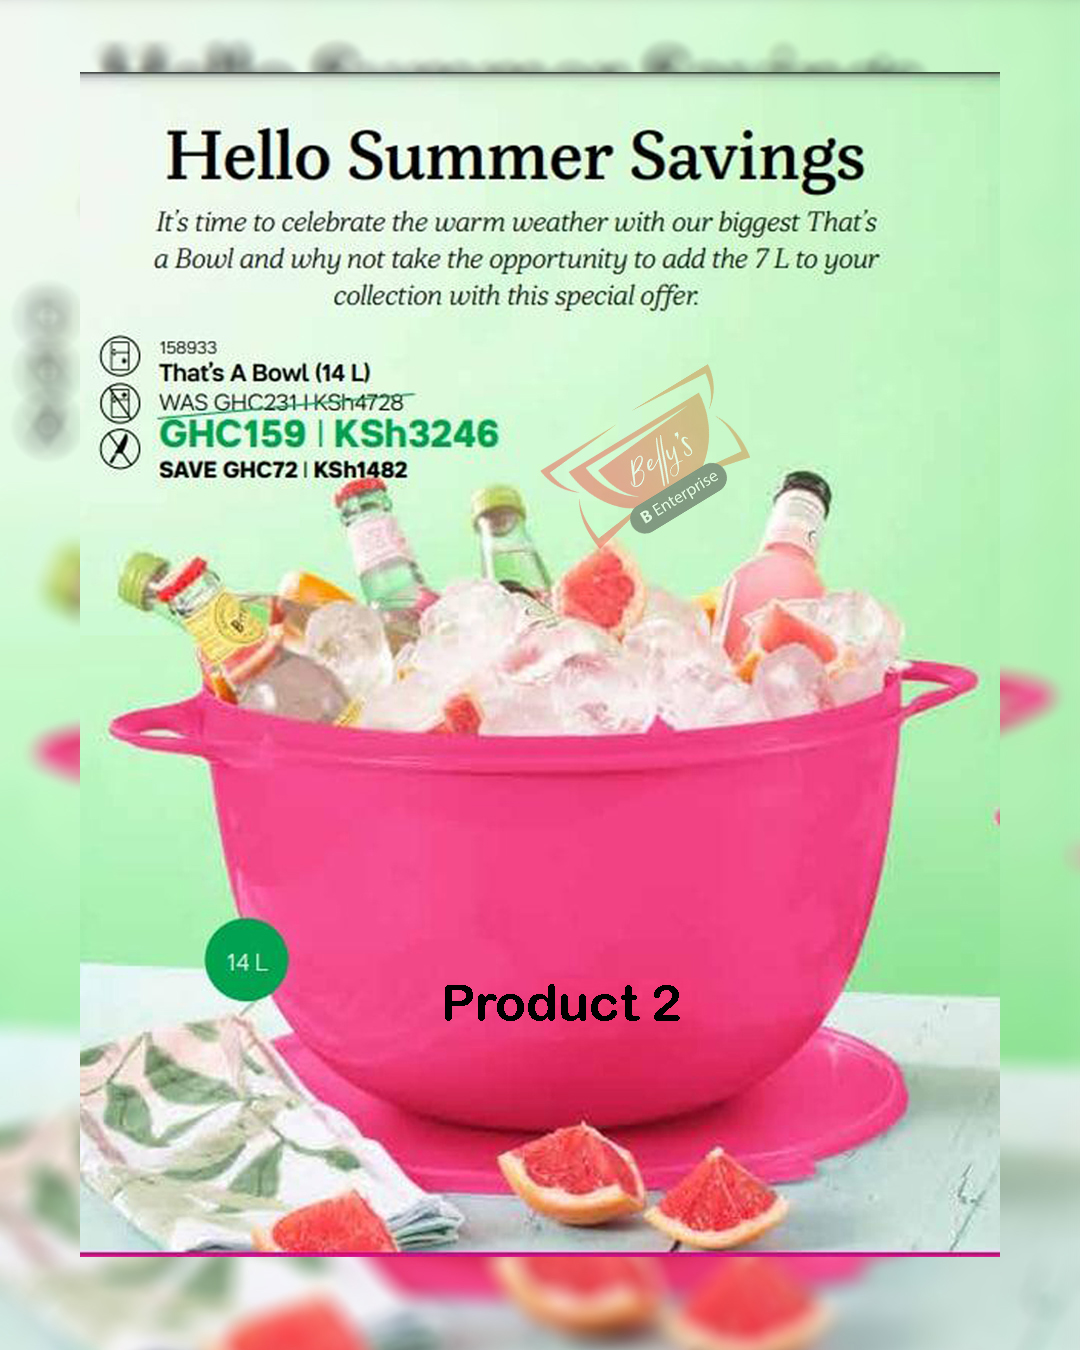 Hello Summer Savings
It's time to celebrate the warm weather with our biggest That's
a Bowl and why not take the opportunity to add the 7 L to your
collection with this special offer.
158933
That's A Bowl (14 L)
WAS GHC231 | KSh4728
GHC159 | KSh3246
SAVE GHC72 | KSh1482
Belly's
B Enterprise
14 L
Product 2